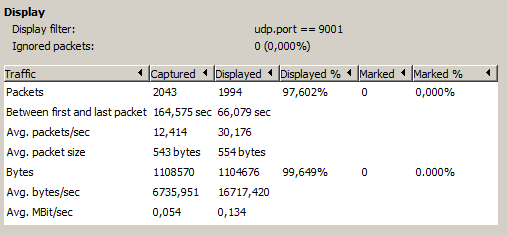 Display
Display filter: udp.port == 9001
Ignored packets: 0 (0,000%)
Traffic Captured Displayed Displayed % Marked Marked %
Packets 2043 1994 97,602% 0 0,000%
Between first and last packet 164,575 sec 66,079 sec
Avg. packets/sec 12,414 30,176
Avg. packet size 543 bytes 554 bytes
Bytes 1108570 1104676 99,649% 0 0.000%
Avg. bytes/sec 6735,951 16717,420
Avg. MBit/sec 0,054 0,134